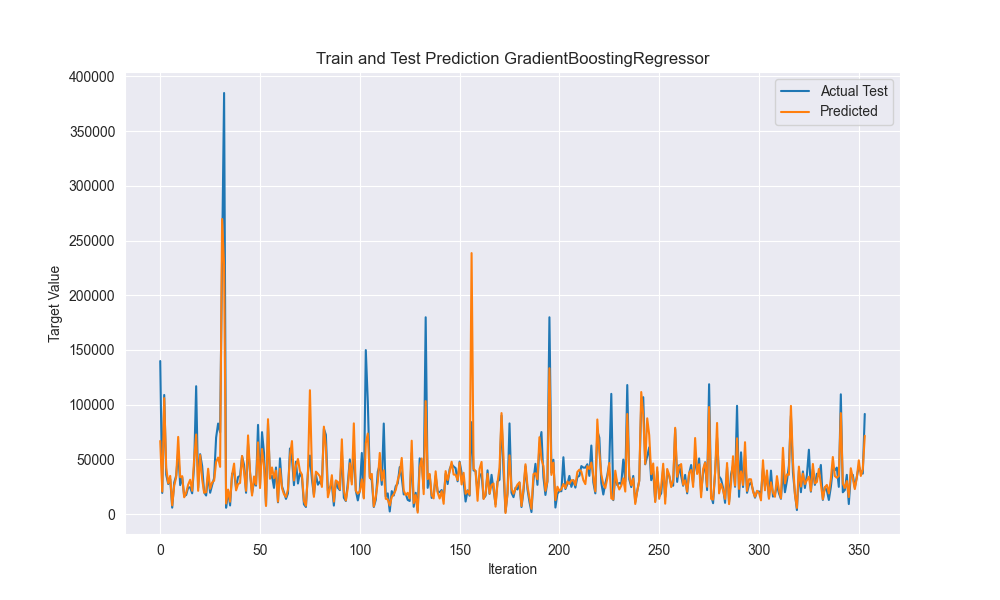 Train and Test Prediction GradientBoostingRegressor
400000
350000
300000
250000
200000
150000
100000
50000
0
Target Value
Actual Test
Predicted
0 50 100 150 200 250 300 350
Iteration